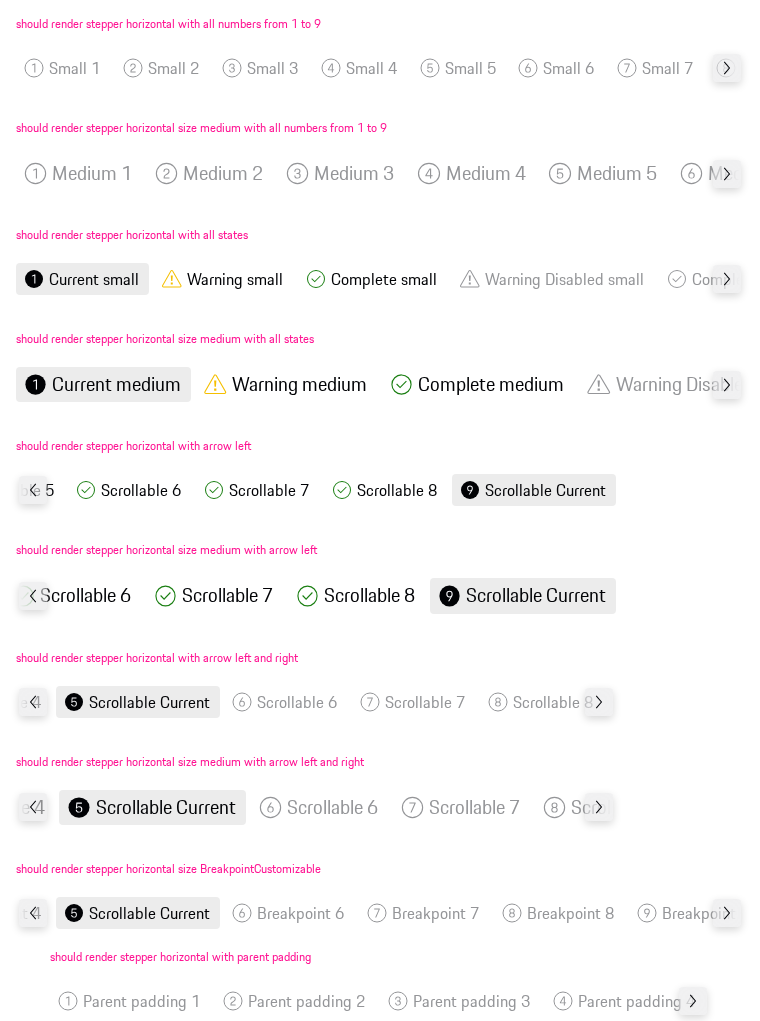 should render stepper horizontal with all numbers from 1 to 9
1 Small 1 2 Small 2 3 Small 3 4 Small 4 5 Small 5 6 Small 6 7 Small 7
should render stepper horizontal size medium with all numbers from 1 to 9
1 Medium 1 2 Medium 2 3 Medium 3 4 Medium 4 5 Medium 5 6 M
should render stepper horizontal with all states
1 Current small Warning small Complete small Warning Disabled small Compl
should render stepper horizontal size medium with all states
1 Current medium Warning medium Complete medium Warning Disabl
should render stepper horizontal with arrow left
ble 5 Scrollable 6 Scrollable 7 Scrollable 8 9 Scrollable Current
should render stepper horizontal size medium with arrow left
Scrollable 6 Scrollable 7 Scrollable 8 9 Scrollable Current
should render stepper horizontal with arrow left and right
e 4 5 Scrollable Current 6 Scrollable 6 7 Scrollable 7 8 Scrollable 8
should render stepper horizontal size medium with arrow left and right
e 4 5 Scrollable Current 6 Scrollable 6 7 Scrollable 7 8 Scrol
should render stepper horizontal size BreakpointCustomizable
t 4 5 Scrollable Current 6 Breakpoint 6 7 Breakpoint 7 8 Breakpoint 8 9 Breakpoint
should render stepper horizontal with parent padding
1 Parent padding 1 2 Parent padding 2 3 Parent padding 3 4 Parent padding 4